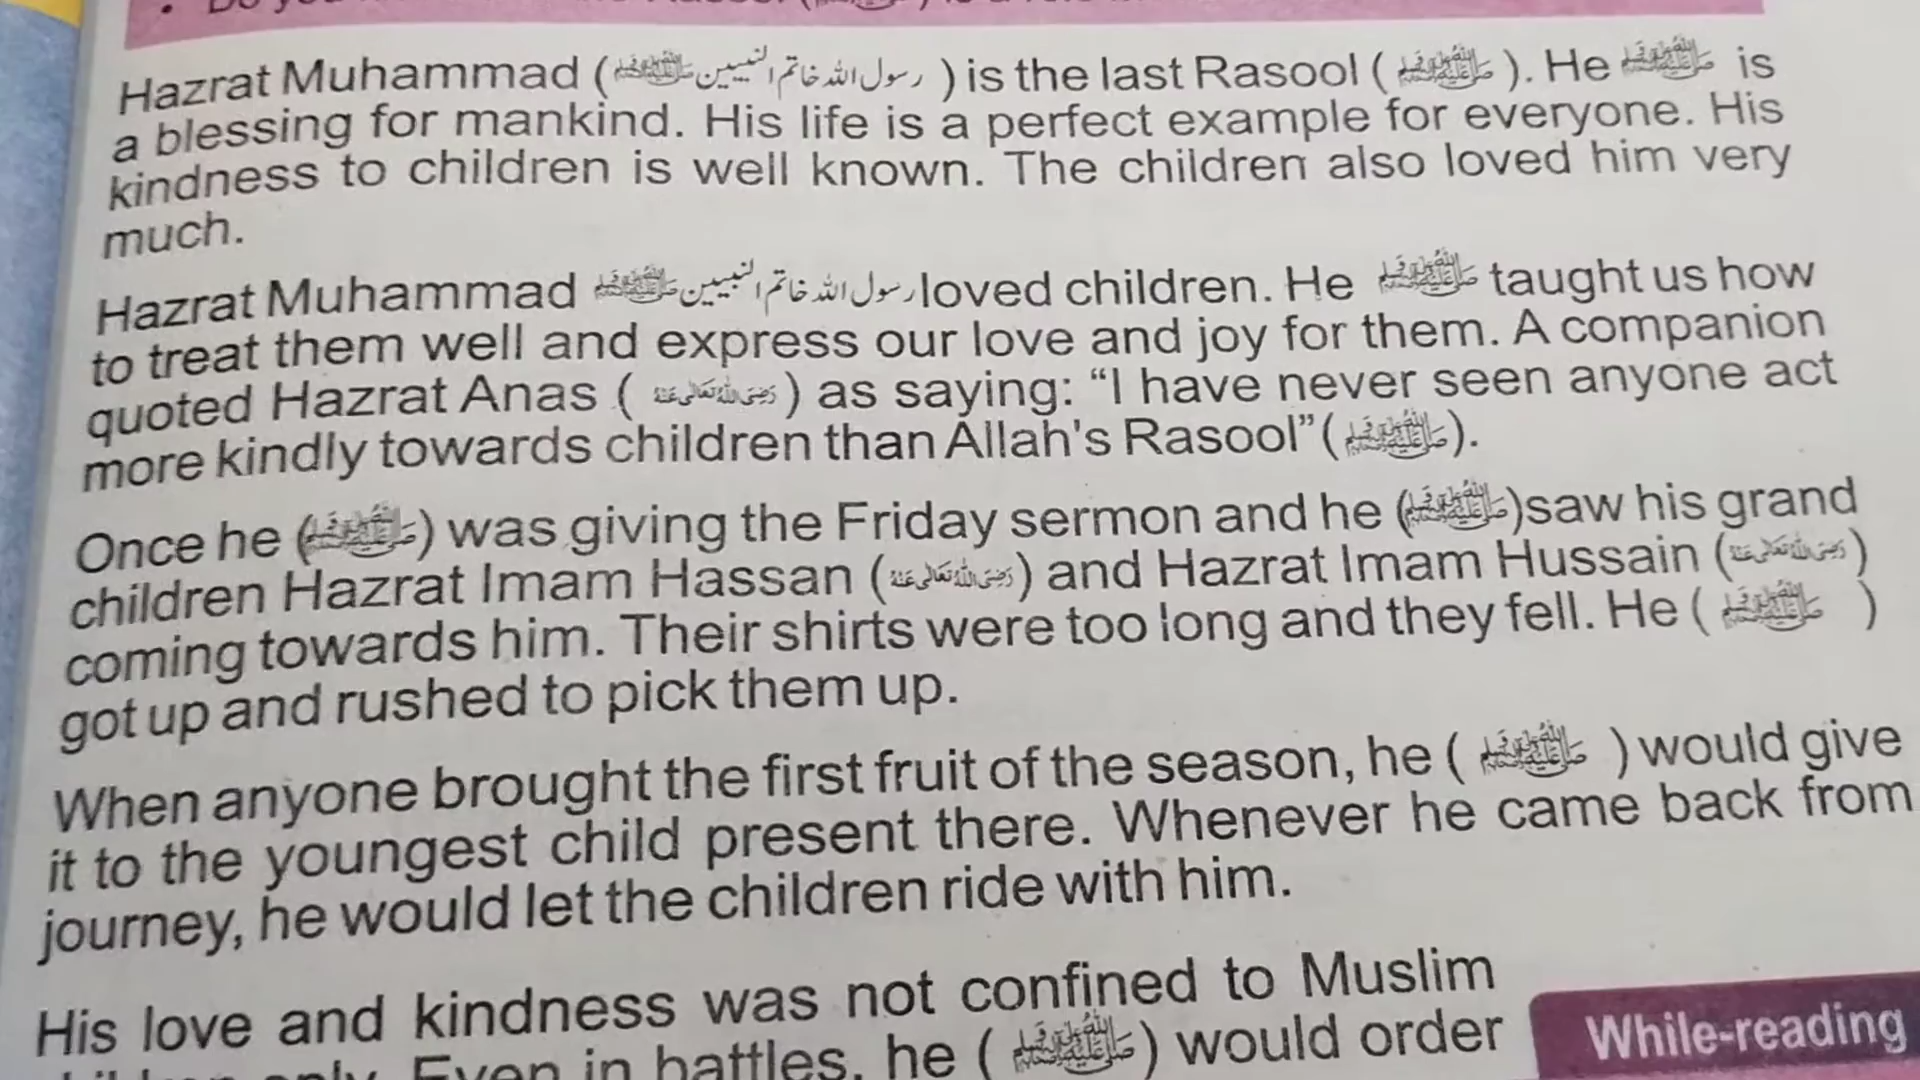 Hazrat Muhammad (رسول الله خاتم النبيين ﷺ) is the last Rasool (ﷺ). He ﷺ is
a blessing for mankind. His life is a perfect example for everyone. His
kindness to children is well known. The children also loved him very
much.
Hazrat Muhammad رسول الله خاتم النبيين ﷺ loved children. He ﷺ taught us how
to treat them well and express our love and joy for them. A companion
quoted Hazrat Anas (رضى الله تعالى عنه) as saying: “I have never seen anyone act
more kindly towards children than Allah's Rasool” (ﷺ).
Once he (ﷺ) was giving the Friday sermon and he (ﷺ) saw his grand
children Hazrat Imam Hassan (رضى الله تعالى عنه) and Hazrat Imam Hussain (رضى الله تعالى عنه)
coming towards him. Their shirts were too long and they fell. He (ﷺ)
got up and rushed to pick them up.
When anyone brought the first fruit of the season, he (ﷺ) would give
it to the youngest child present there. Whenever he came back from
journey, he would let the children ride with him.
His love and kindness was not confined to Muslim
only. Even in battles, he (ﷺ) would order
While-reading